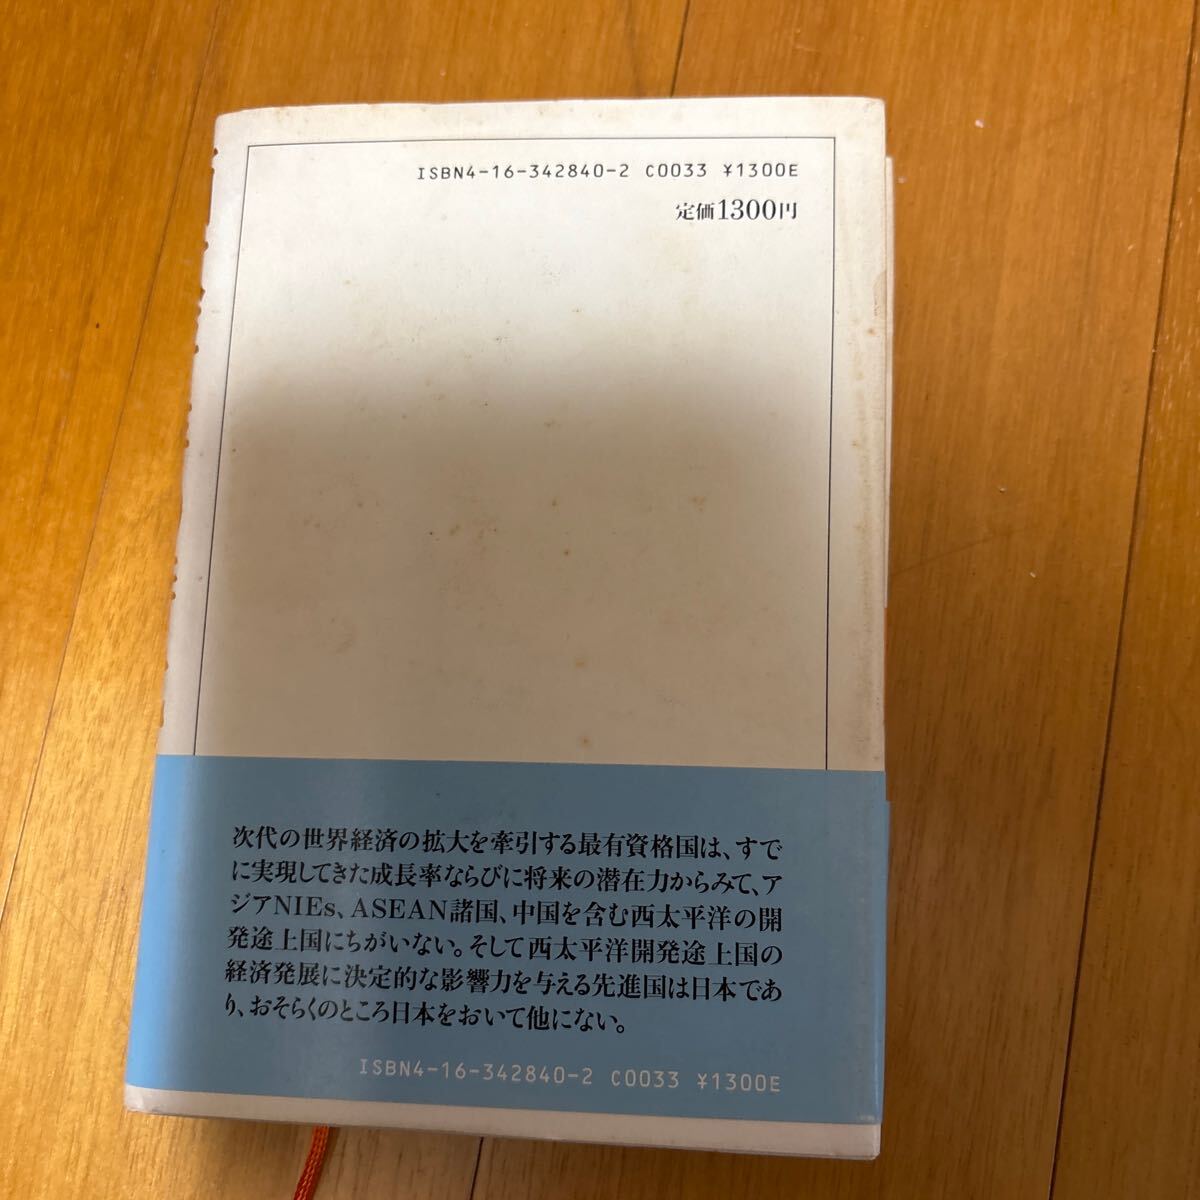 ISBN4-16-342840-2 C0033 ¥1300E
定価1300円
次代の世界経済の拡大を牽引する最有資格国は、すで
に実現してきた成長率ならびに将来の潜在力からみて、ア
ジアNIEs、ASEAN諸国、中国を含む西太平洋の開
発途上国にちがいない。そして西太平洋開発途上国の
経済発展に決定的な影響力を与える先進国は日本であ
り、おそらくのところ日本をおいて他にない。
ISBN4-16-342840-2 C0033 ¥1300E